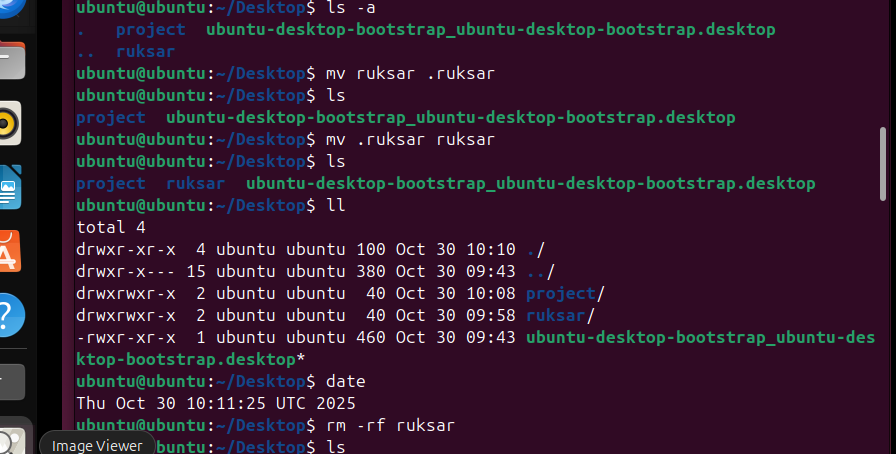 ubuntu@ubuntu:~/Desktop$ ls -a
.   project  ubuntu-desktop-bootstrap_ubuntu-desktop-bootstrap.desktop
..  ruksar
ubuntu@ubuntu:~/Desktop$ mv ruksar .ruksar
ubuntu@ubuntu:~/Desktop$ ls
project  ubuntu-desktop-bootstrap_ubuntu-desktop-bootstrap.desktop
ubuntu@ubuntu:~/Desktop$ mv .ruksar ruksar
ubuntu@ubuntu:~/Desktop$ ls
project  ruksar  ubuntu-desktop-bootstrap_ubuntu-desktop-bootstrap.desktop
ubuntu@ubuntu:~/Desktop$ ll
total 4
drwxr-xr-x  4 ubuntu ubuntu 100 Oct 30 10:10 ./
drwxr-x--- 15 ubuntu ubuntu 380 Oct 30 09:43 ../
drwxrwxr-x  2 ubuntu ubuntu  40 Oct 30 10:08 project/
drwxrwxr-x  2 ubuntu ubuntu  40 Oct 30 09:58 ruksar/
-rwxr-xr-x  1 ubuntu ubuntu 460 Oct 30 09:43 ubuntu-desktop-bootstrap_ubuntu-des
ktop-bootstrap.desktop*
ubuntu@ubuntu:~/Desktop$ date
Thu Oct 30 10:11:25 UTC 2025
ubuntu@ubuntu:~/Desktop$ rm -rf ruksar
Image Viewer
buntu:~/Desktop$ ls